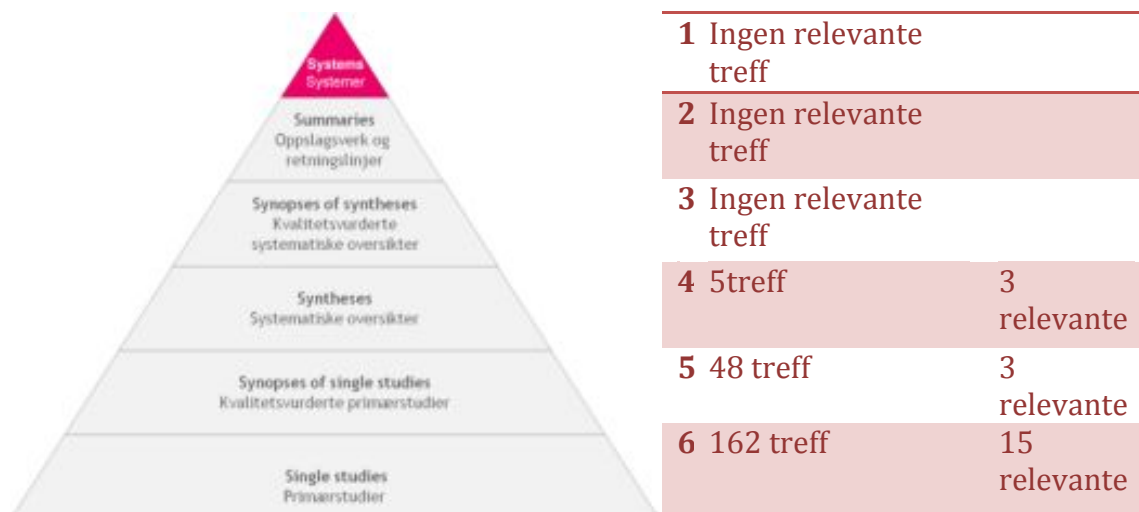 Systems
Systemer
Summaries
Oppslagsverk og
retningslinjer
Synopses of syntheses
Kvalitetsvurderte
systematiske oversikter
Syntheses
Systematiske oversikter
Synopses of single studies
Kvalitetsvurderte primærstudier
Single studies
Primærstudier
1 Ingen relevante
treff
2 Ingen relevante
treff
3 Ingen relevante
treff
4 5treff 3
relevante
5 48 treff 3
relevante
6 162 treff 15
relevante